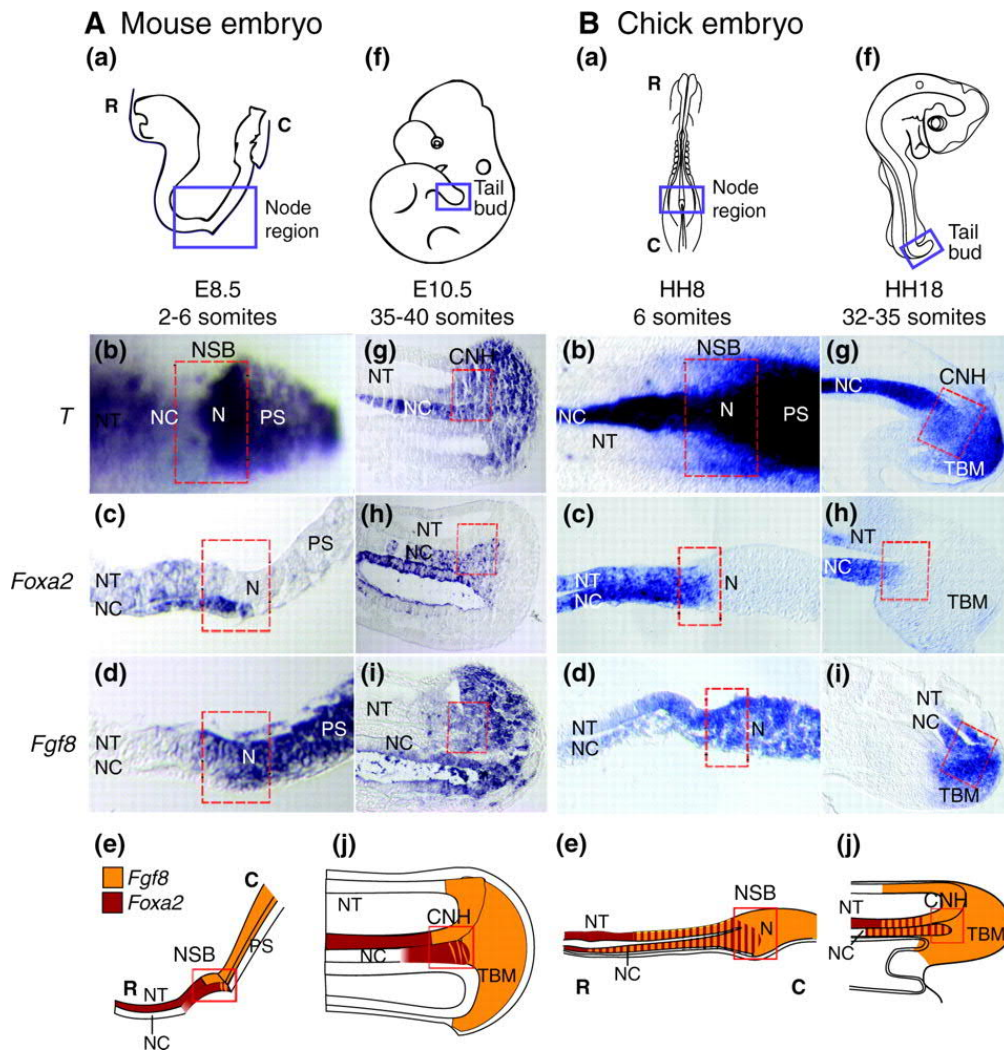 A Mouse embryo
B Chick embryo
(a)
(f)
(a)
(f)
R
C
R
Node
region
Tail
bud
Node
region
C
Tail
bud
E8.5
2-6 somites
E10.5
35-40 somites
HH8
6 somites
HH18
32-35 somites
T
(b)
NSB
NT
NC
N
PS
(g)
CNH
NT
NC
(b)
NSB
NC
NT
N
PS
(g)
NC
CNH
TBM
Foxa2
(c)
PS
NT
NC
N
(h)
NT
NC
(c)
NT
NC
N
(h)
NT
NC
TBM
Fgf8
(d)
PS
NT
NC
N
(i)
NT
NC
(d)
NT
NC
N
(i)
NT
NC
TBM
(e)
Fgf8
Foxa2
C
NSB
PS
R
NT
NC
(j)
NT
CNH
NC
TBM
(e)
NSB
NT
N
NC
R
C
(j)
CNH
NT
NC
TBM